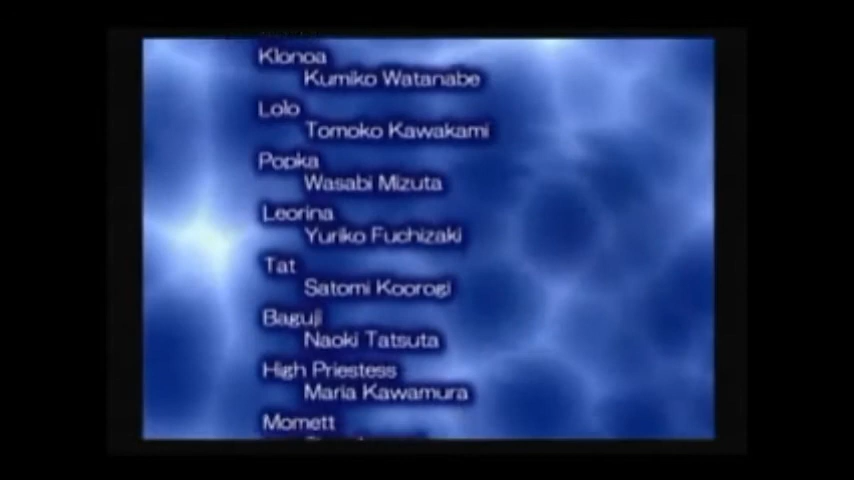 Klonoa
Kumiko Watanabe
Lolo
Tomoko Kawakami
Popka
Wasabi Mizuta
Leorina
Yuriko Fuchizaki
Tat
Satomi Koorogi
Baguji
Naoki Tatsuta
High Priestess
Maria Kawamura
Momett